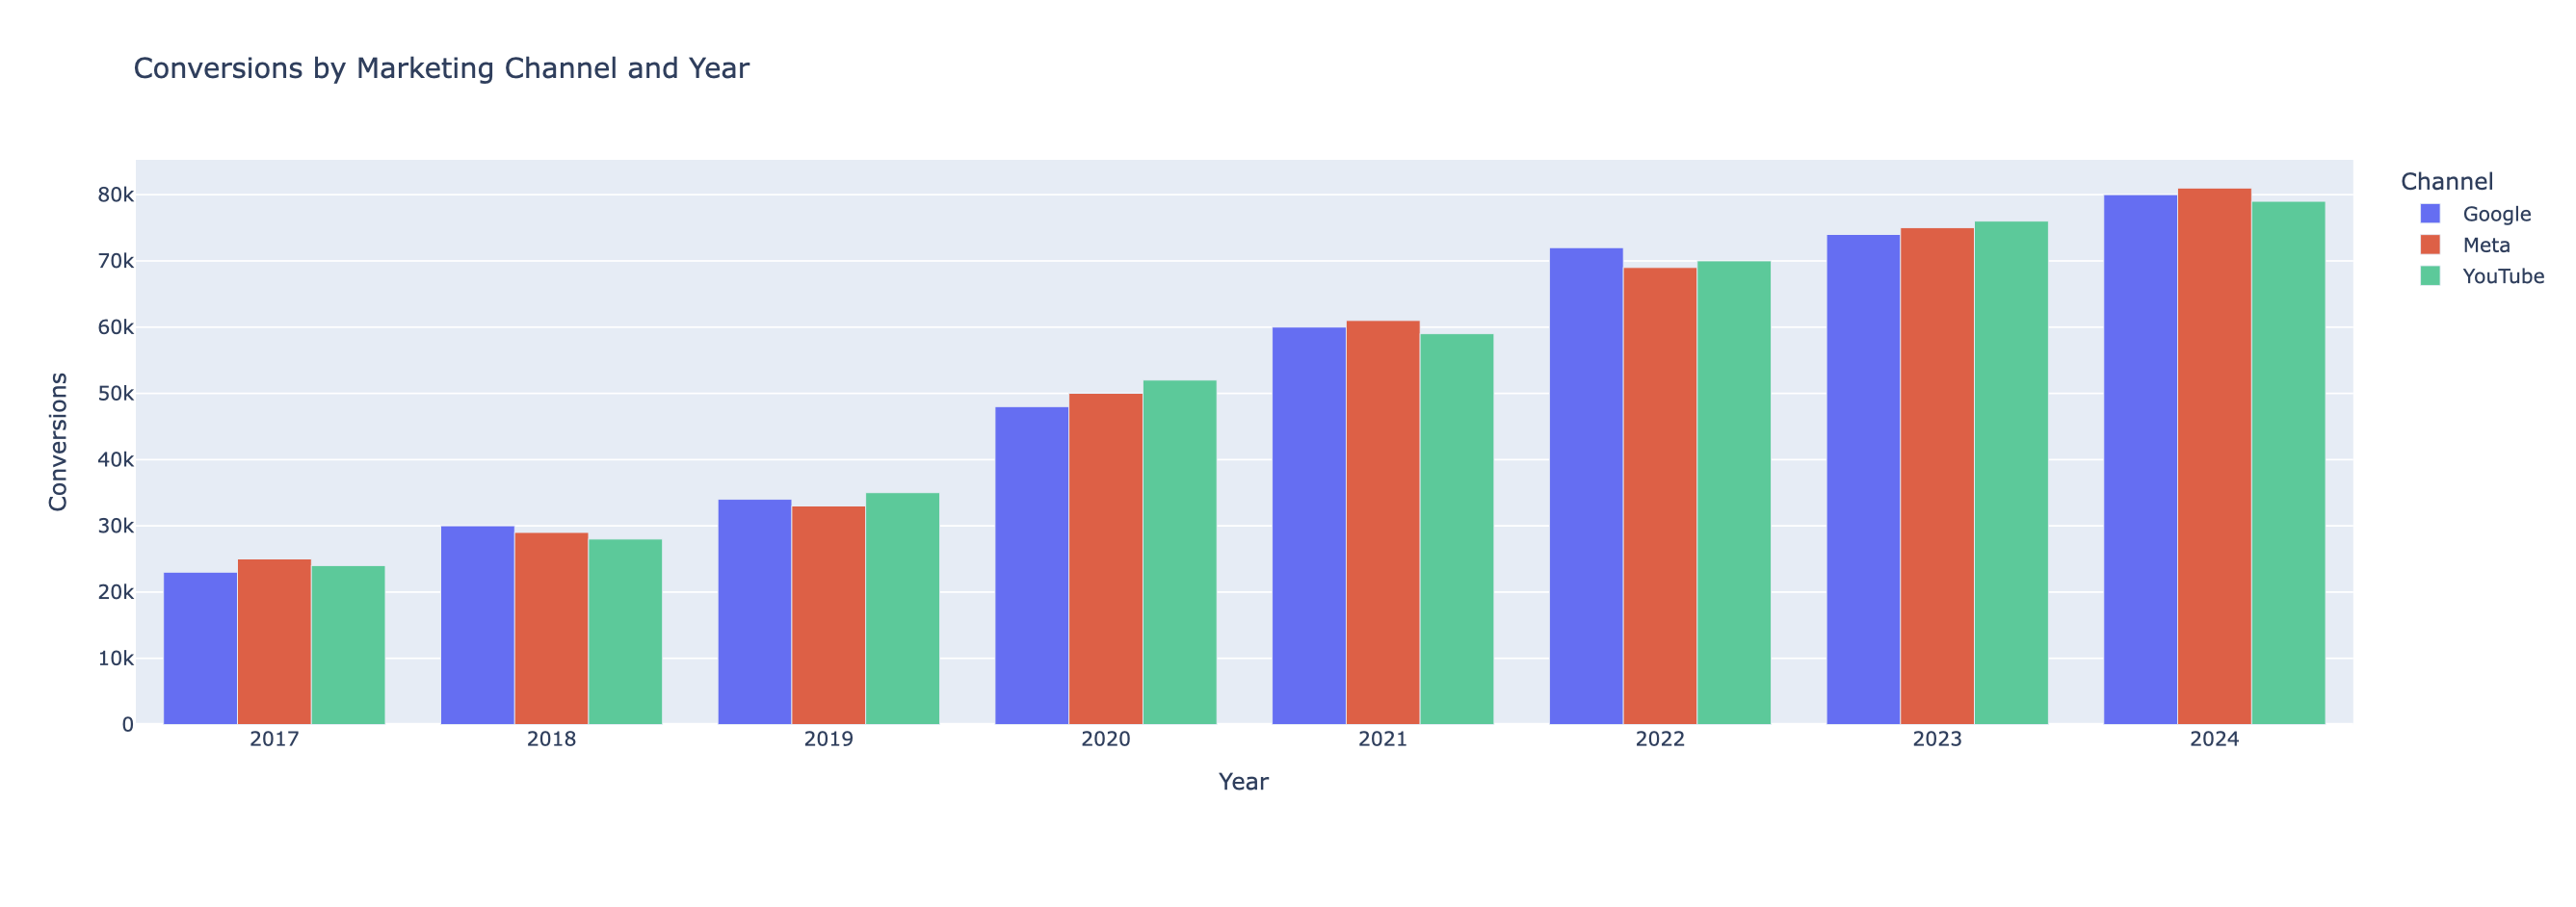 Conversions by Marketing Channel and Year
80k
70k
60k
50k
40k
30k
20k
10k
0
Conversions
2017 2018 2019 2020 2021 2022 2023 2024
Year
Channel
Google
Meta
YouTube